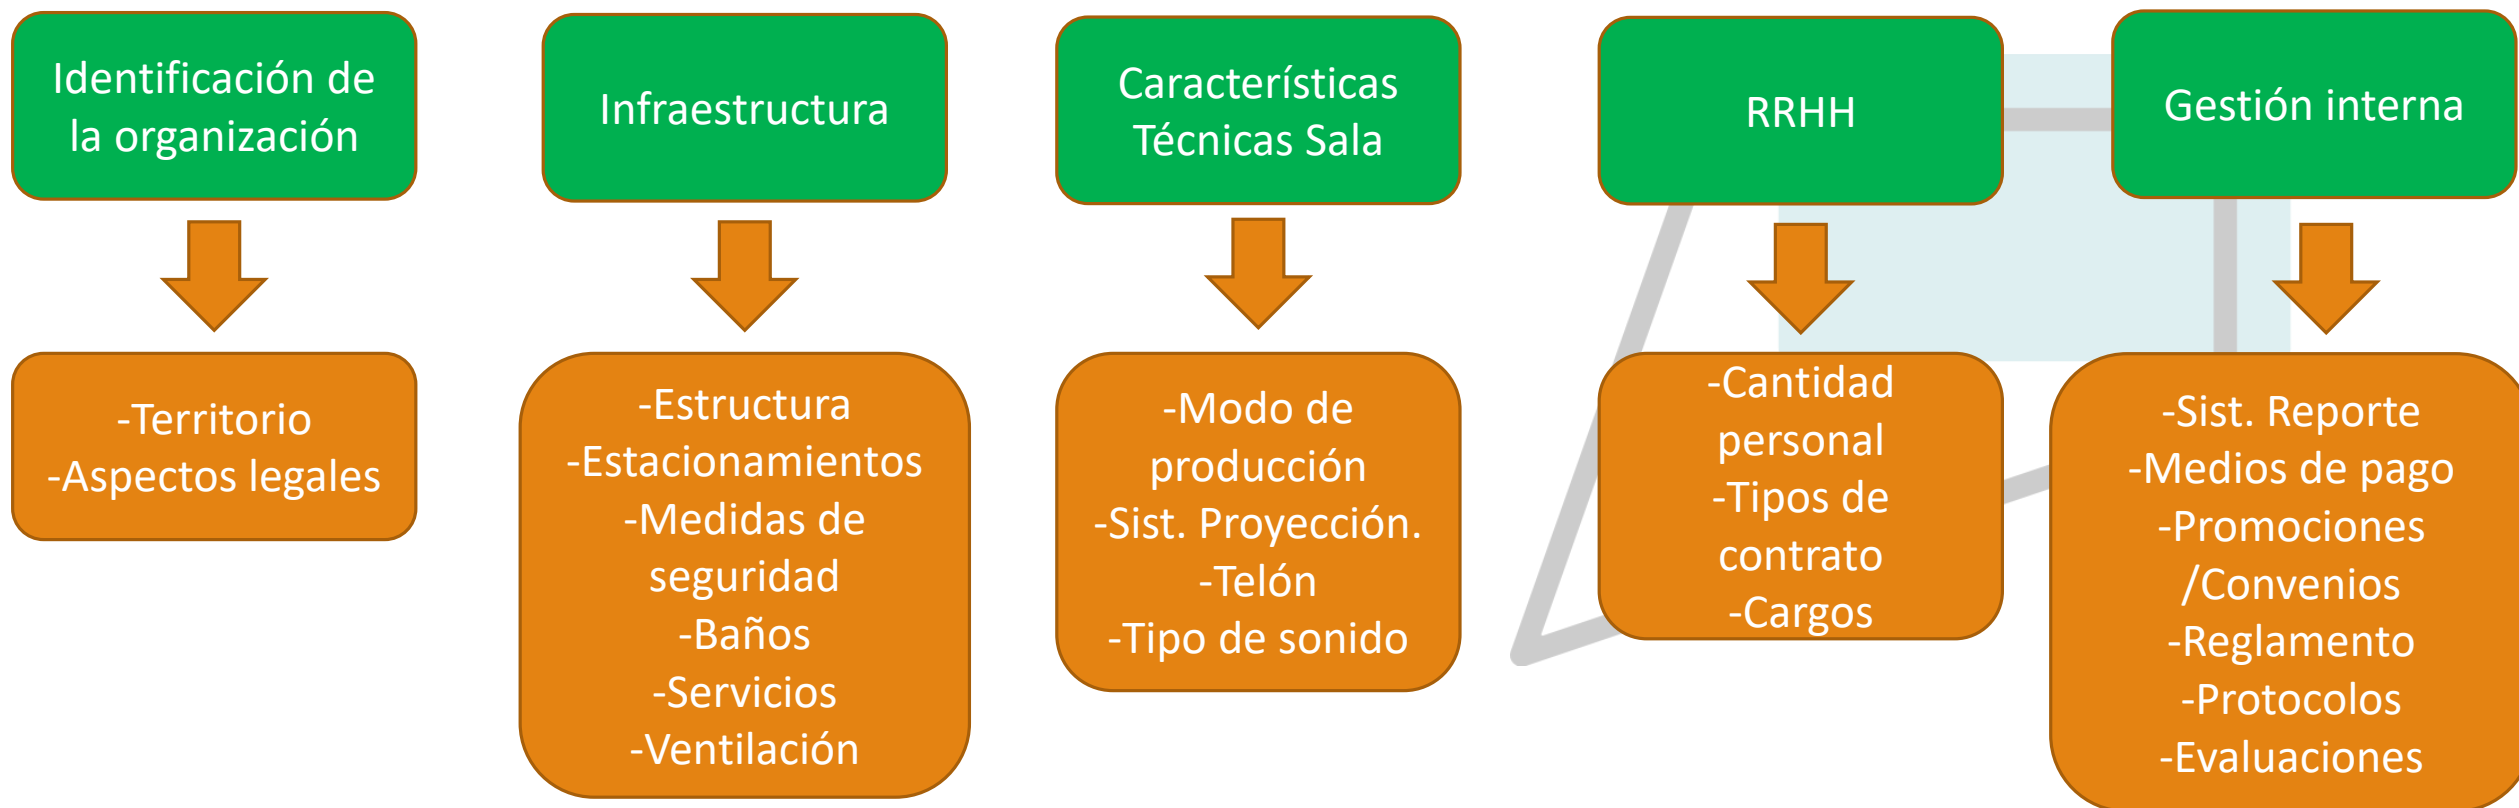 Identificación de
la organización
-Territorio
-Aspectos legales
Infraestructura
-Estructura
-Estacionamientos
-Medidas de
seguridad
-Baños
-Servicios
-Ventilación
Características
Técnicas Sala
-Modo de
producción
-Sist. Proyección.
-Telón
-Tipo de sonido
RRHH
-Cantidad
personal
-Tipos de
contrato
-Cargos
Gestión interna
-Sist. Reporte
-Medios de pago
-Promociones
/Convenios
-Reglamento
-Protocolos
-Evaluaciones